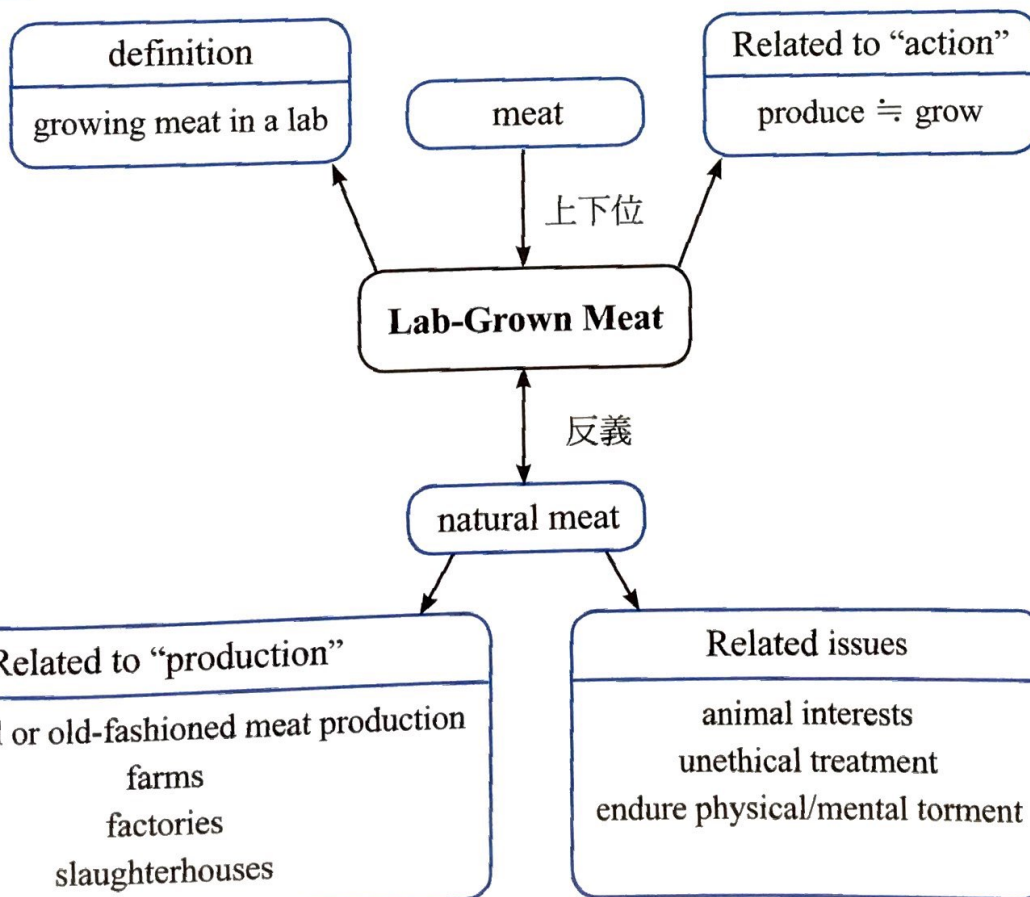 definition
growing meat in a lab
meat
Related to “action”
produce ≒ grow
上下位
Lab-Grown Meat
反義
natural meat
Related to “production”
or old-fashioned meat production
farms
factories
slaughterhouses
Related issues
animal interests
unethical treatment
endure physical/mental torment